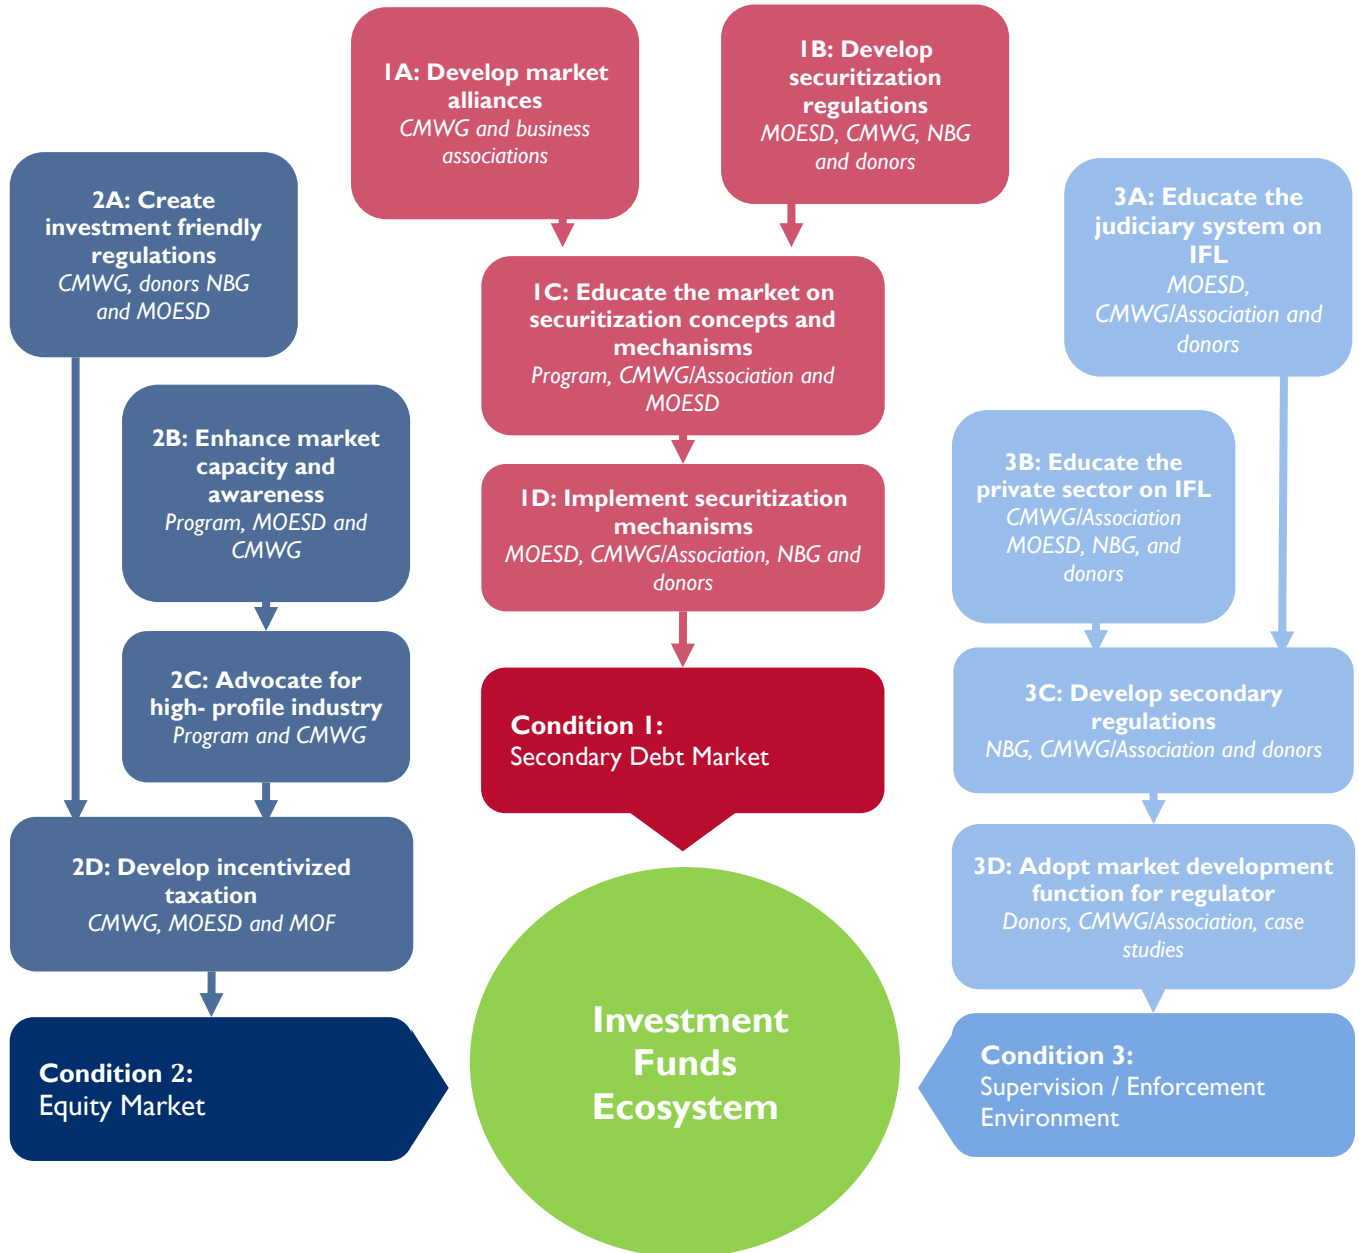 1A: Develop market
alliances
CMWG and business
associations
1B: Develop
securitization
regulations
MOESD, CMWG, NBG
and donors
2A: Create
investment friendly
regulations
CMWG, donors NBG
and MOESD
3A: Educate the
judiciary system on
IFL
MOESD,
CMWG/Association and
donors
1C: Educate the market on
securitization concepts and
mechanisms
Program, CMWG/Association and
MOESD
2B: Enhance market
capacity and
awareness
Program, MOESD and
CMWG
3B: Educate the
private sector on IFL
CMWG/Association
MOESD, NBG, and
donors
1D: Implement securitization
mechanisms
MOESD, CMWG/Association, NBG and
donors
2C: Advocate for
high- profile industry
Program and CMWG
3C: Develop secondary
regulations
NBG, CMWG/Association and donors
Condition 1:
Secondary Debt Market
2D: Develop incentivized
taxation
CMWG, MOESD and MOF
3D: Adopt market development
function for regulator
Donors, CMWG/Association, case
studies
Condition 2:
Equity Market
Investment
Funds
Ecosystem
Condition 3:
Supervision / Enforcement
Environment